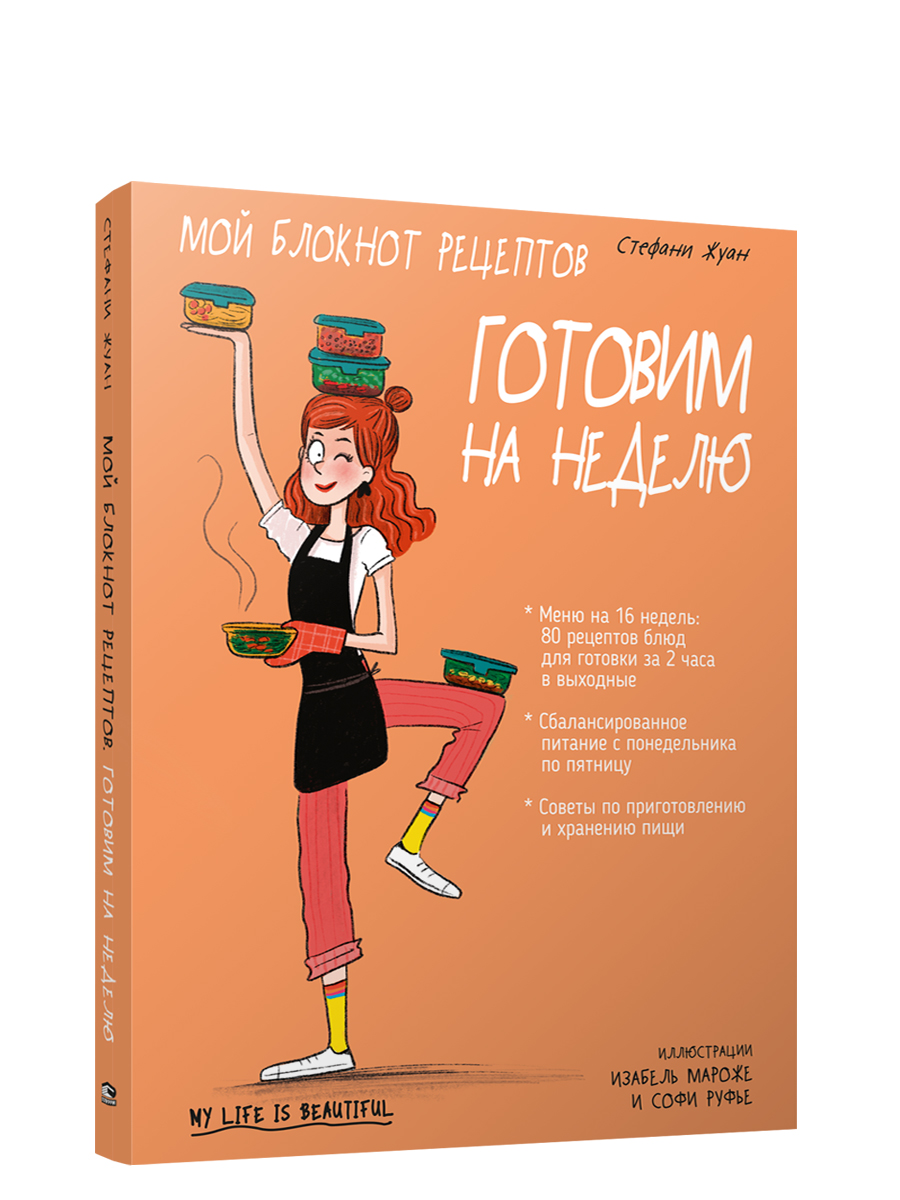 МОЙ БЛОКНОТ РЕЦЕПТОВ
Стефани Жуан
ГОТОВИМ
НА НЕДЕЛЮ
* Меню на 16 недель:
80 рецептов блюд
для готовки за 2 часа
в выходные
* Сбалансированное
питание с понедельника
по пятницу
* Советы по приготовлению
и хранению пищи
ИЛЛЮСТРАЦИИ
ИЗАБЕЛЬ МАРОЖЕ
И СОФИ РУФЬЕ
MY LIFE IS BEAUTIFUL
СТЕФАНИ ЖУАН МОЙ БЛОКНОТ РЕЦЕПТОВ. ГОТОВИМ НА НЕДЕЛЮ